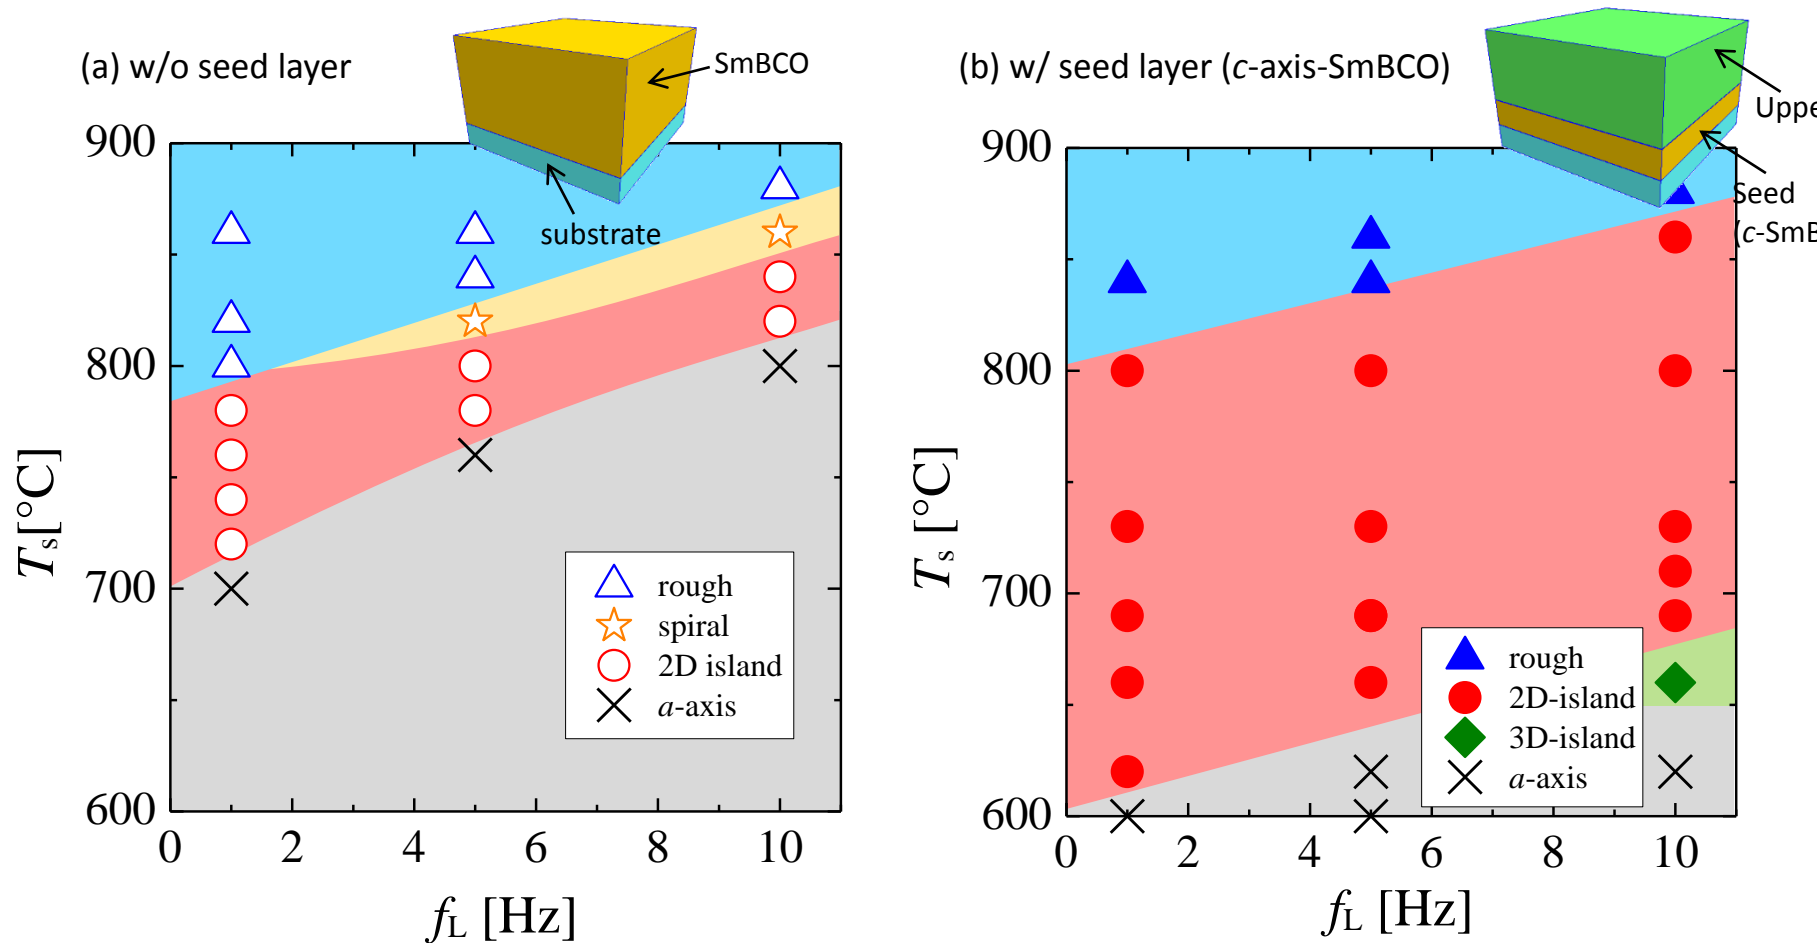 (a) w/o seed layer
SmBCO
substrate
900
800
700
600
0 2 4 6 8 10
Ts[°C]
fL [Hz]
rough
spiral
2D island
a-axis
(b) w/ seed layer (c-axis-SmBCO)
Uppe
Seed
(c-SmB
900
800
700
600
0 2 4 6 8 10
Ts [°C]
fL [Hz]
rough
2D-island
3D-island
a-axis